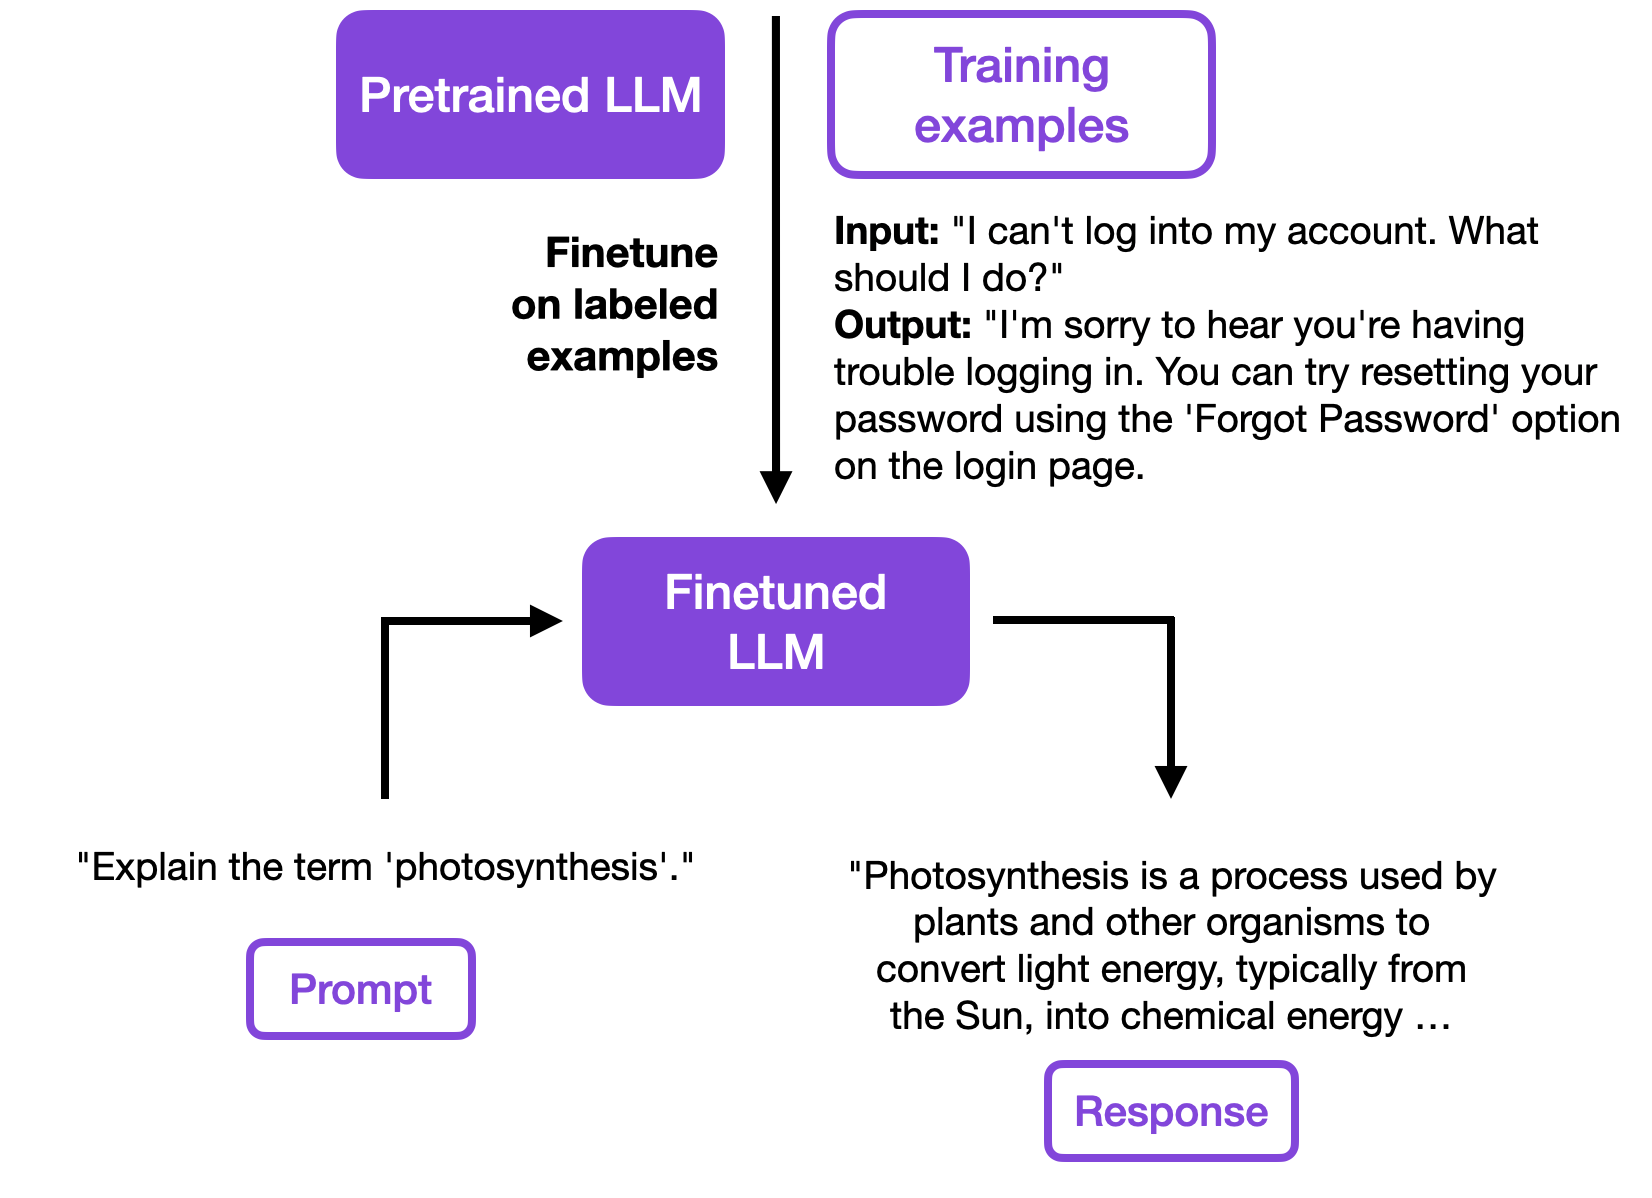 Pretrained LLM
Training
examples
Finetune
on labeled
examples
Input: "I can't log into my account. What
should I do?"
Output: "I'm sorry to hear you're having
trouble logging in. You can try resetting your
password using the 'Forgot Password' option
on the login page.
Finetuned
LLM
"Explain the term 'photosynthesis'."
Prompt
"Photosynthesis is a process used by
plants and other organisms to
convert light energy, typically from
the Sun, into chemical energy …
Response